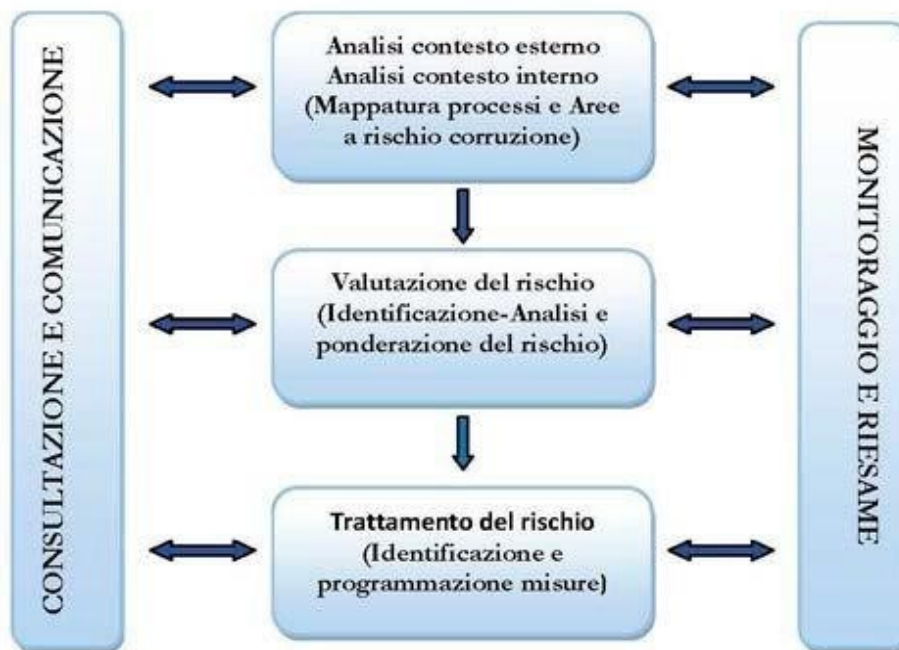 CONSULTAZIONE E COMUNICAZIONE
Analisi contesto esterno
Analisi contesto interno
(Mappatura processi e Aree
a rischio corruzione)
Valutazione del rischio
(Identificazione-Analisi e
ponderazione del rischio)
Trattamento del rischio
(Identificazione e
programmazione misure)
MONITORAGGIO E RIESAME